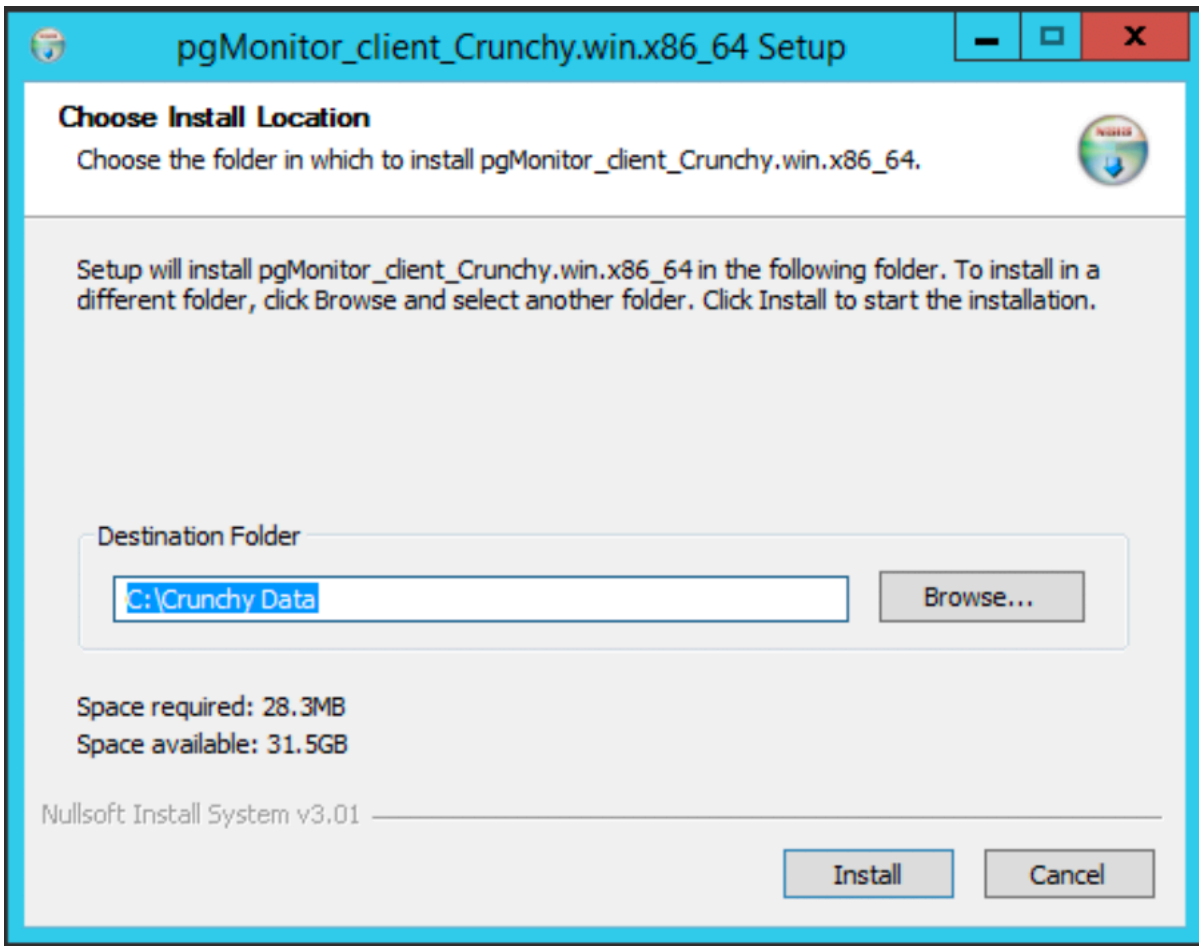 pgMonitor_client_Crunchy.win.x86_64 Setup
Choose Install Location
Choose the folder in which to install pgMonitor_client_Crunchy.win.x86_64.
Setup will install pgMonitor_client_Crunchy.win.x86_64 in the following folder. To install in a
different folder, click Browse and select another folder. Click Install to start the installation.
Destination Folder
C:\Crunchy Data
Browse...
Space required: 28.3MB
Space available: 31.5GB
Nullsoft Install System v3.01
Install
Cancel